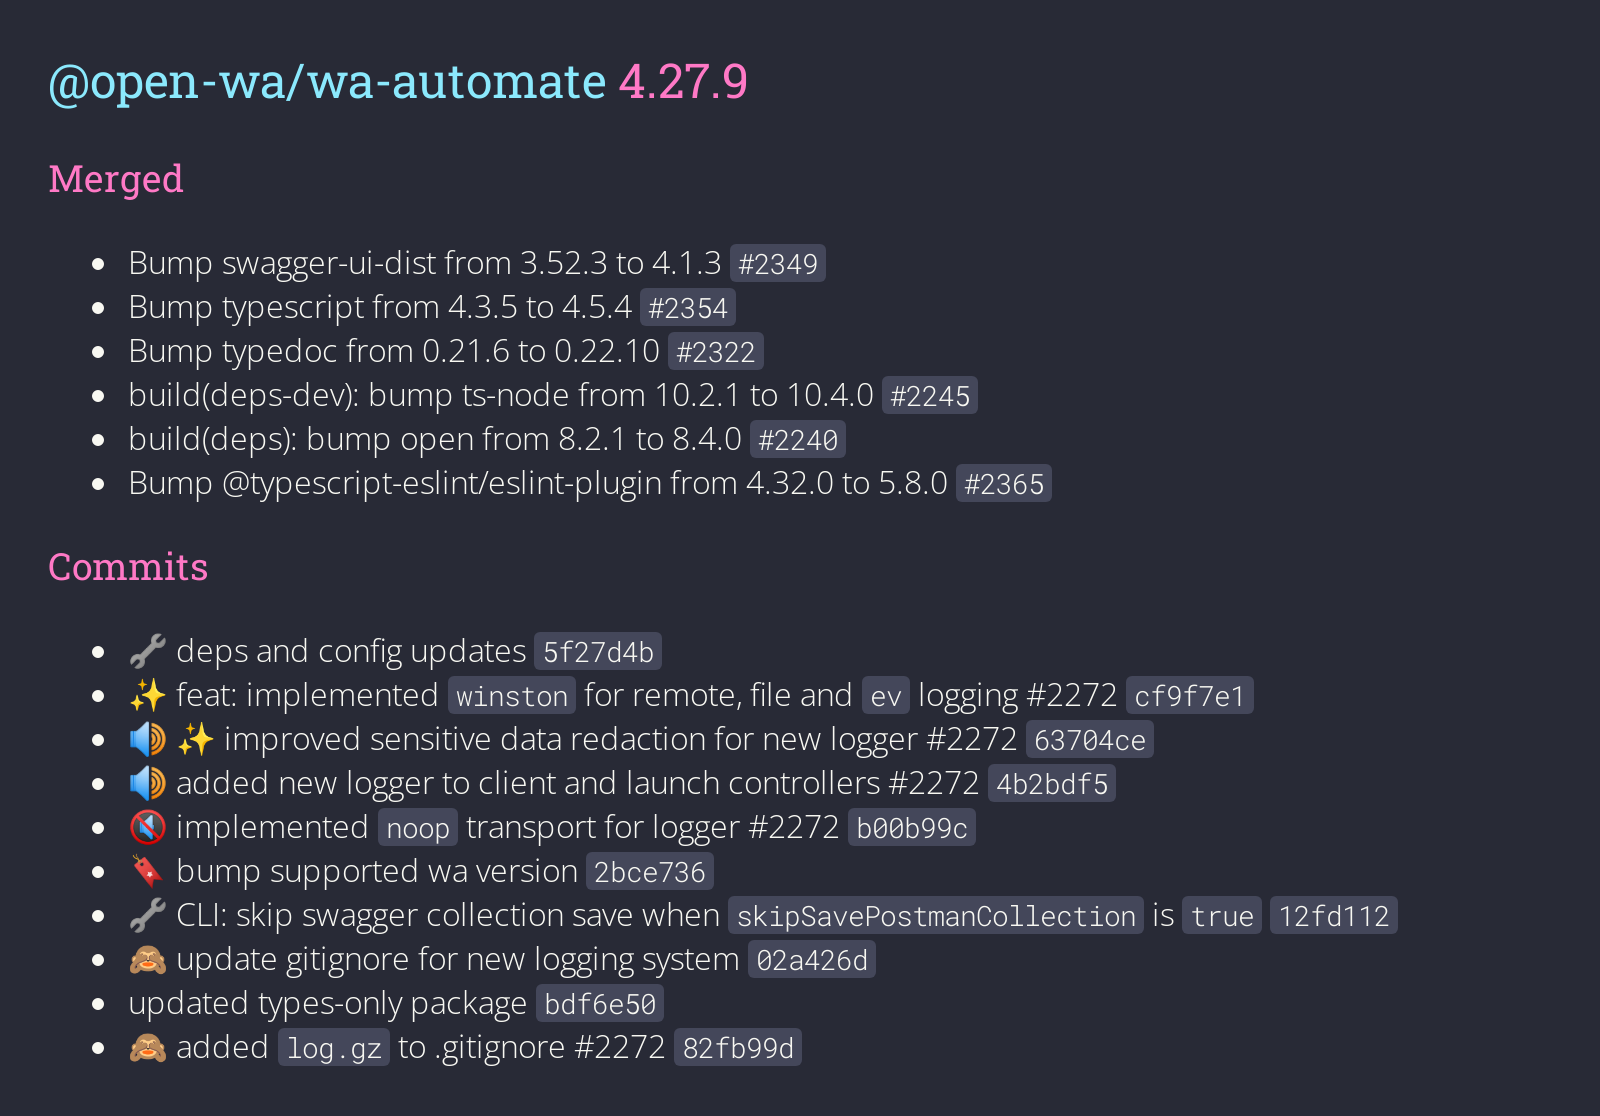 @open-wa/wa-automate 4.27.9
Merged
Bump swagger-ui-dist from 3.52.3 to 4.1.3 #2349
Bump typescript from 4.3.5 to 4.5.4 #2354
Bump typedoc from 0.21.6 to 0.22.10 #2322
build(deps-dev): bump ts-node from 10.2.1 to 10.4.0 #2245
build(deps): bump open from 8.2.1 to 8.4.0 #2240
Bump @typescript-eslint/eslint-plugin from 4.32.0 to 5.8.0 #2365
Commits
🔧 deps and config updates 5f27d4b
✨ feat: implemented winston for remote, file and ev logging #2272 cf9f7e1
🔊 ✨ improved sensitive data redaction for new logger #2272 63704ce
🔊 added new logger to client and launch controllers #2272 4b2bdf5
🔇 implemented noop transport for logger #2272 b00b99c
🔖 bump supported wa version 2bce736
🔧 CLI: skip swagger collection save when skipSavePostmanCollection is true 12fd112
🙈 update gitignore for new logging system 02a426d
updated types-only package bdf6e50
🙈 added log.gz to .gitignore #2272 82fb99d